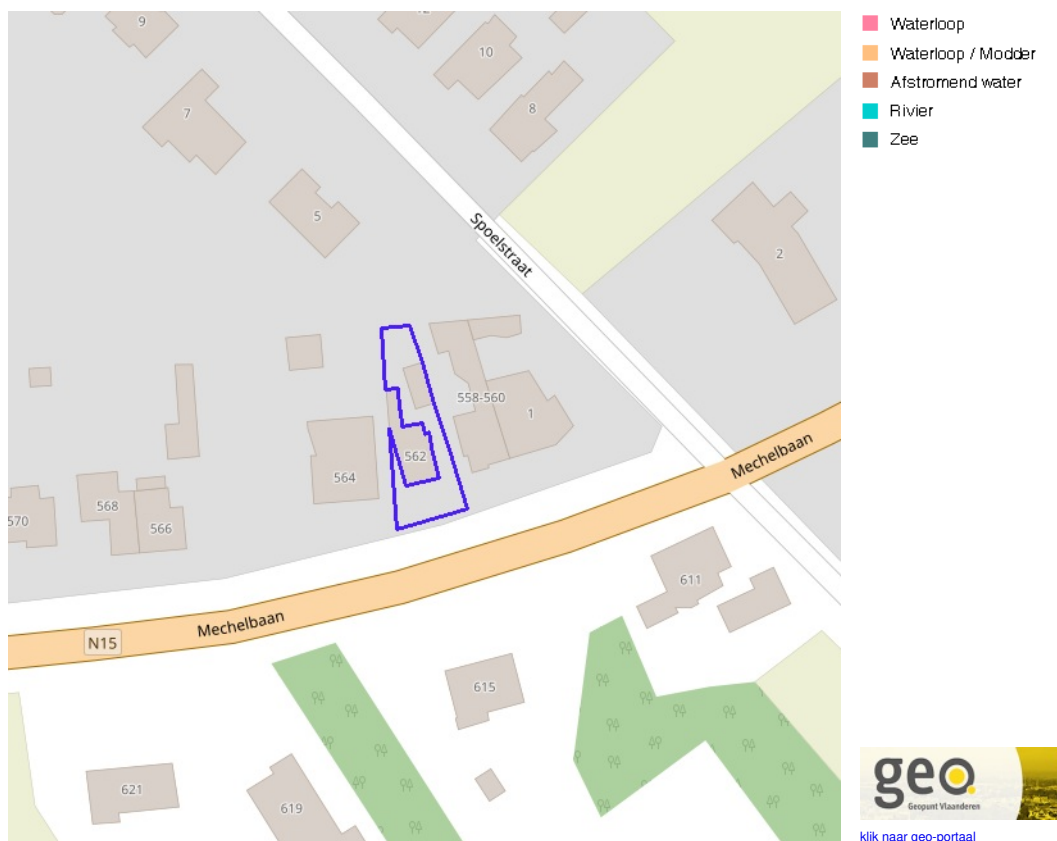 9
10
7
8
5
Spoelstraat
2
558-560
1
562
564
570
568
566
Mechelbaan
N15
Mechelbaan
611
615
621
619
Waterloop
Waterloop / Modder
Afstromend water
Rivier
Zee
geo.
Geopunt Vlaanderen
klik naar geo-portaal